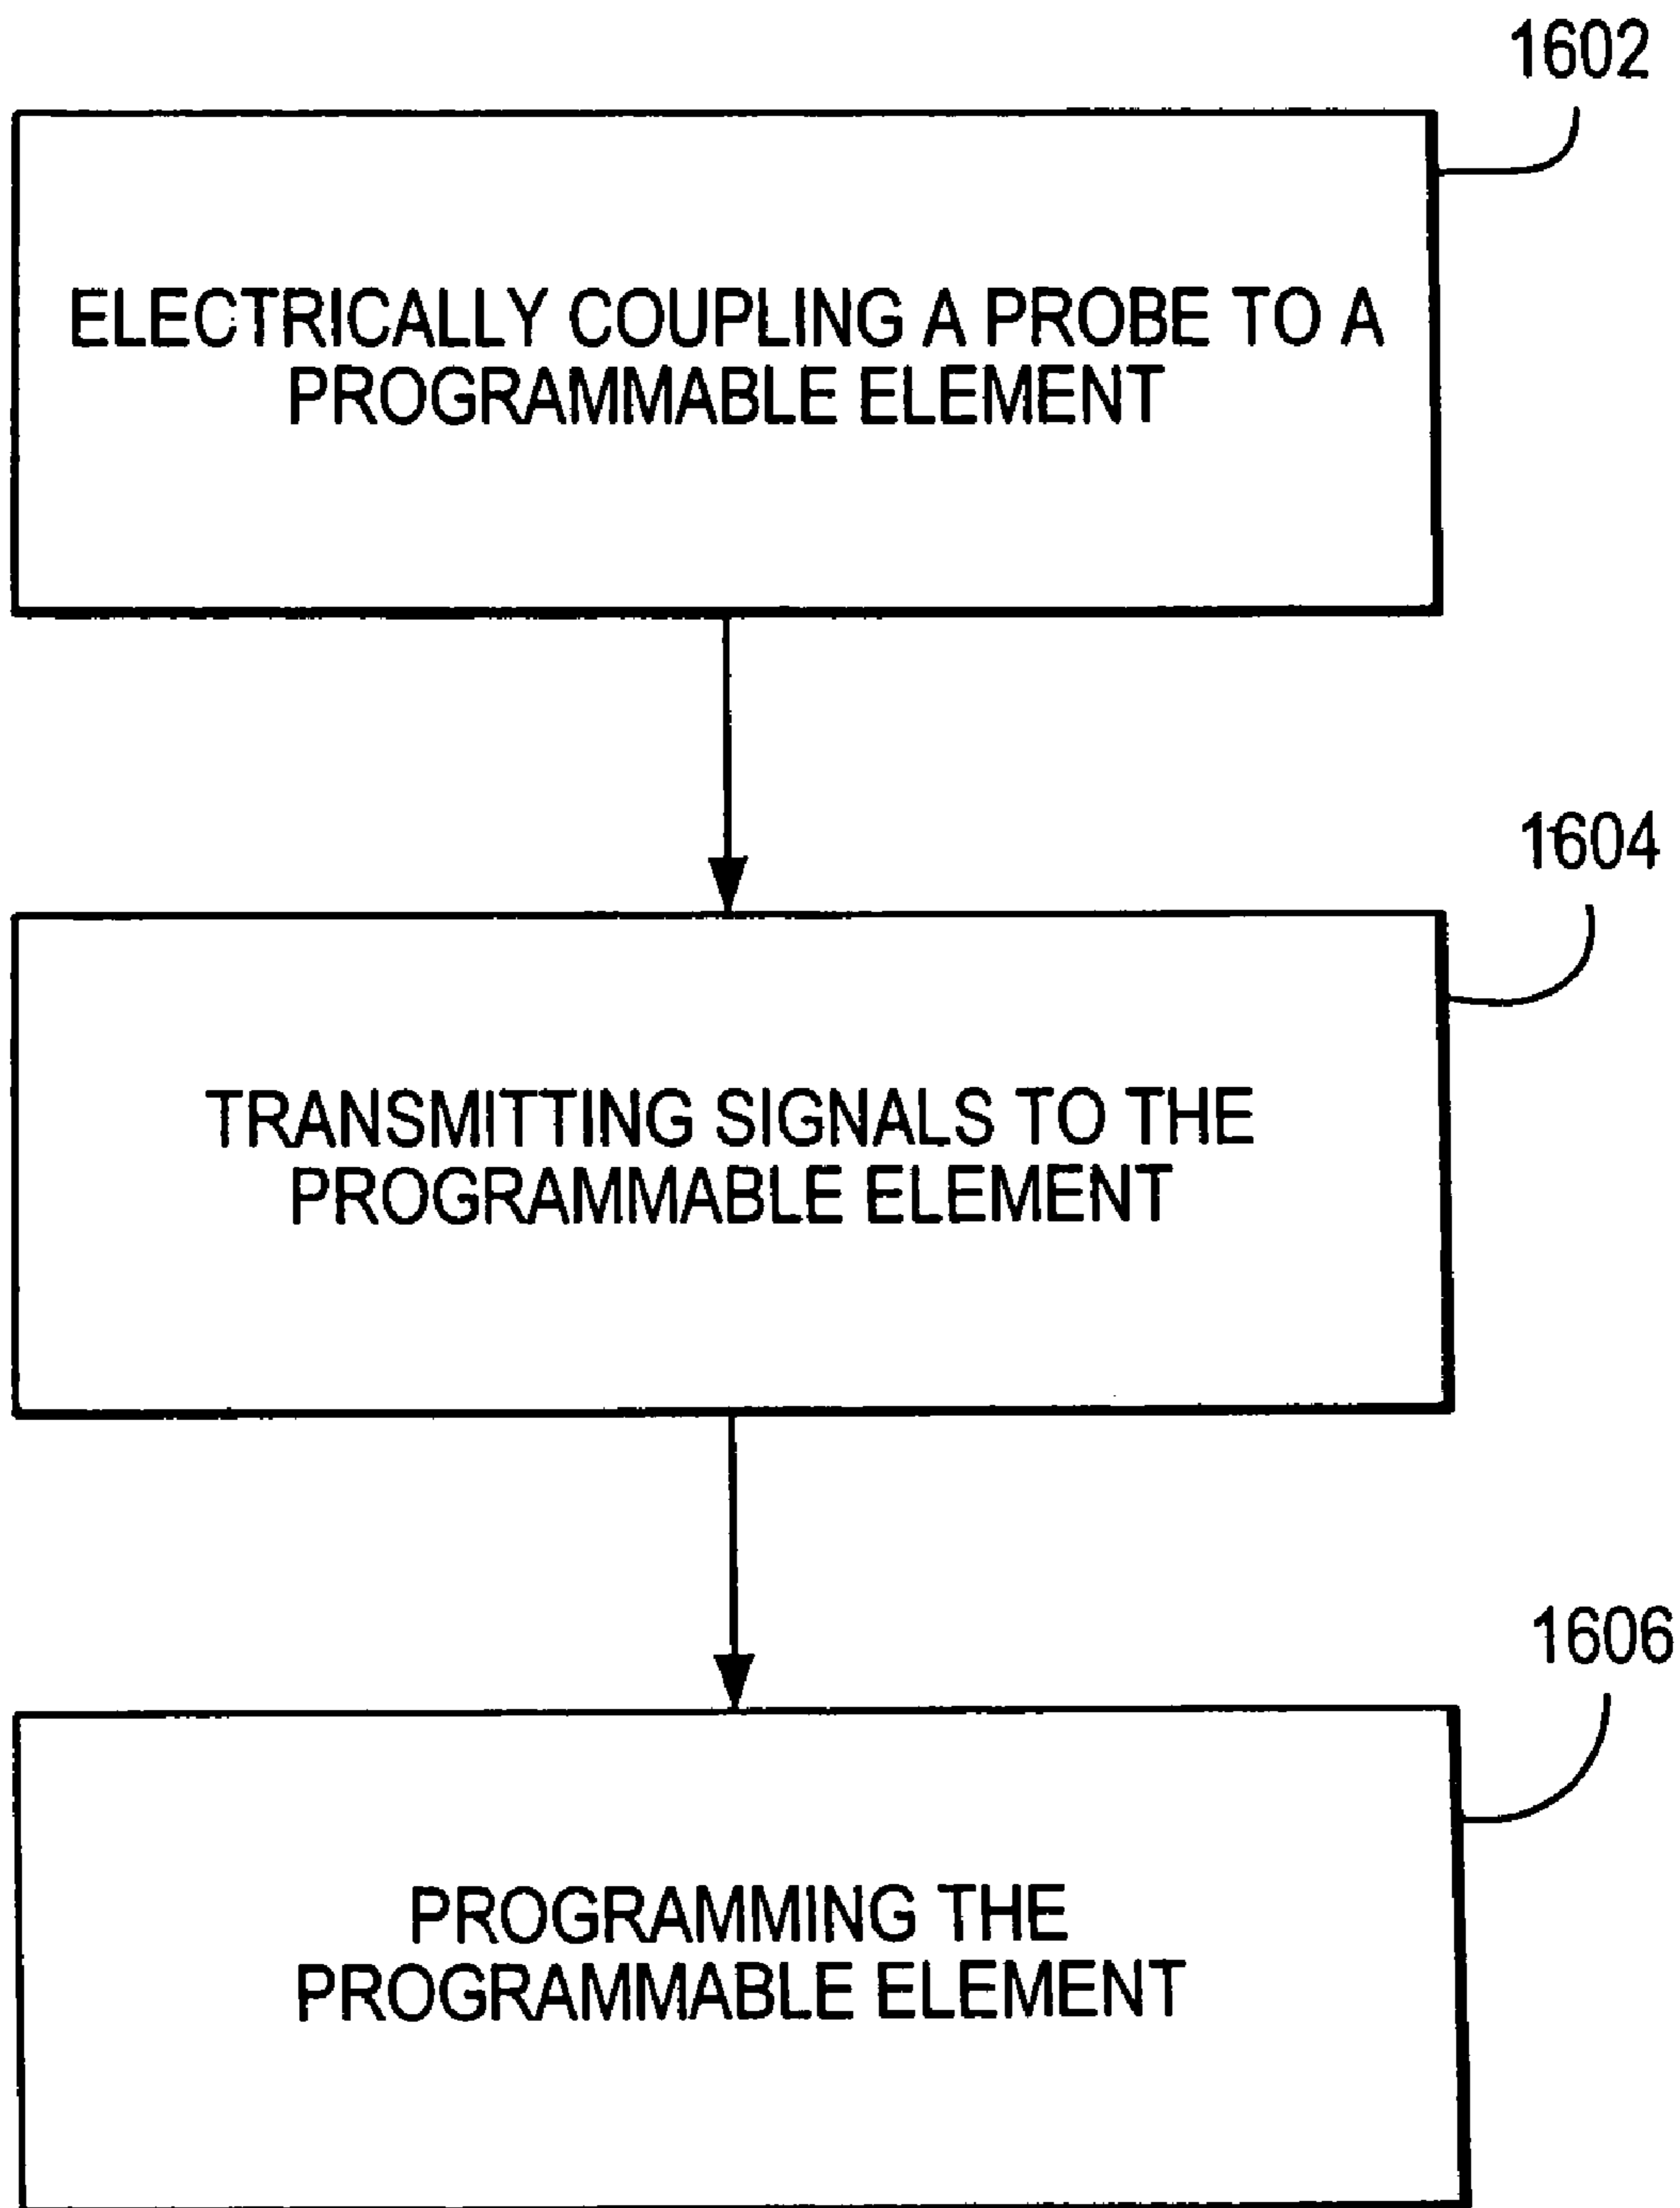 1602
ELECTRICALLY COUPLING A PROBE TO A
PROGRAMMABLE ELEMENT
1604
TRANSMITTING SIGNALS TO THE
PROGRAMMABLE ELEMENT
1606
PROGRAMMING THE
PROGRAMMABLE ELEMENT